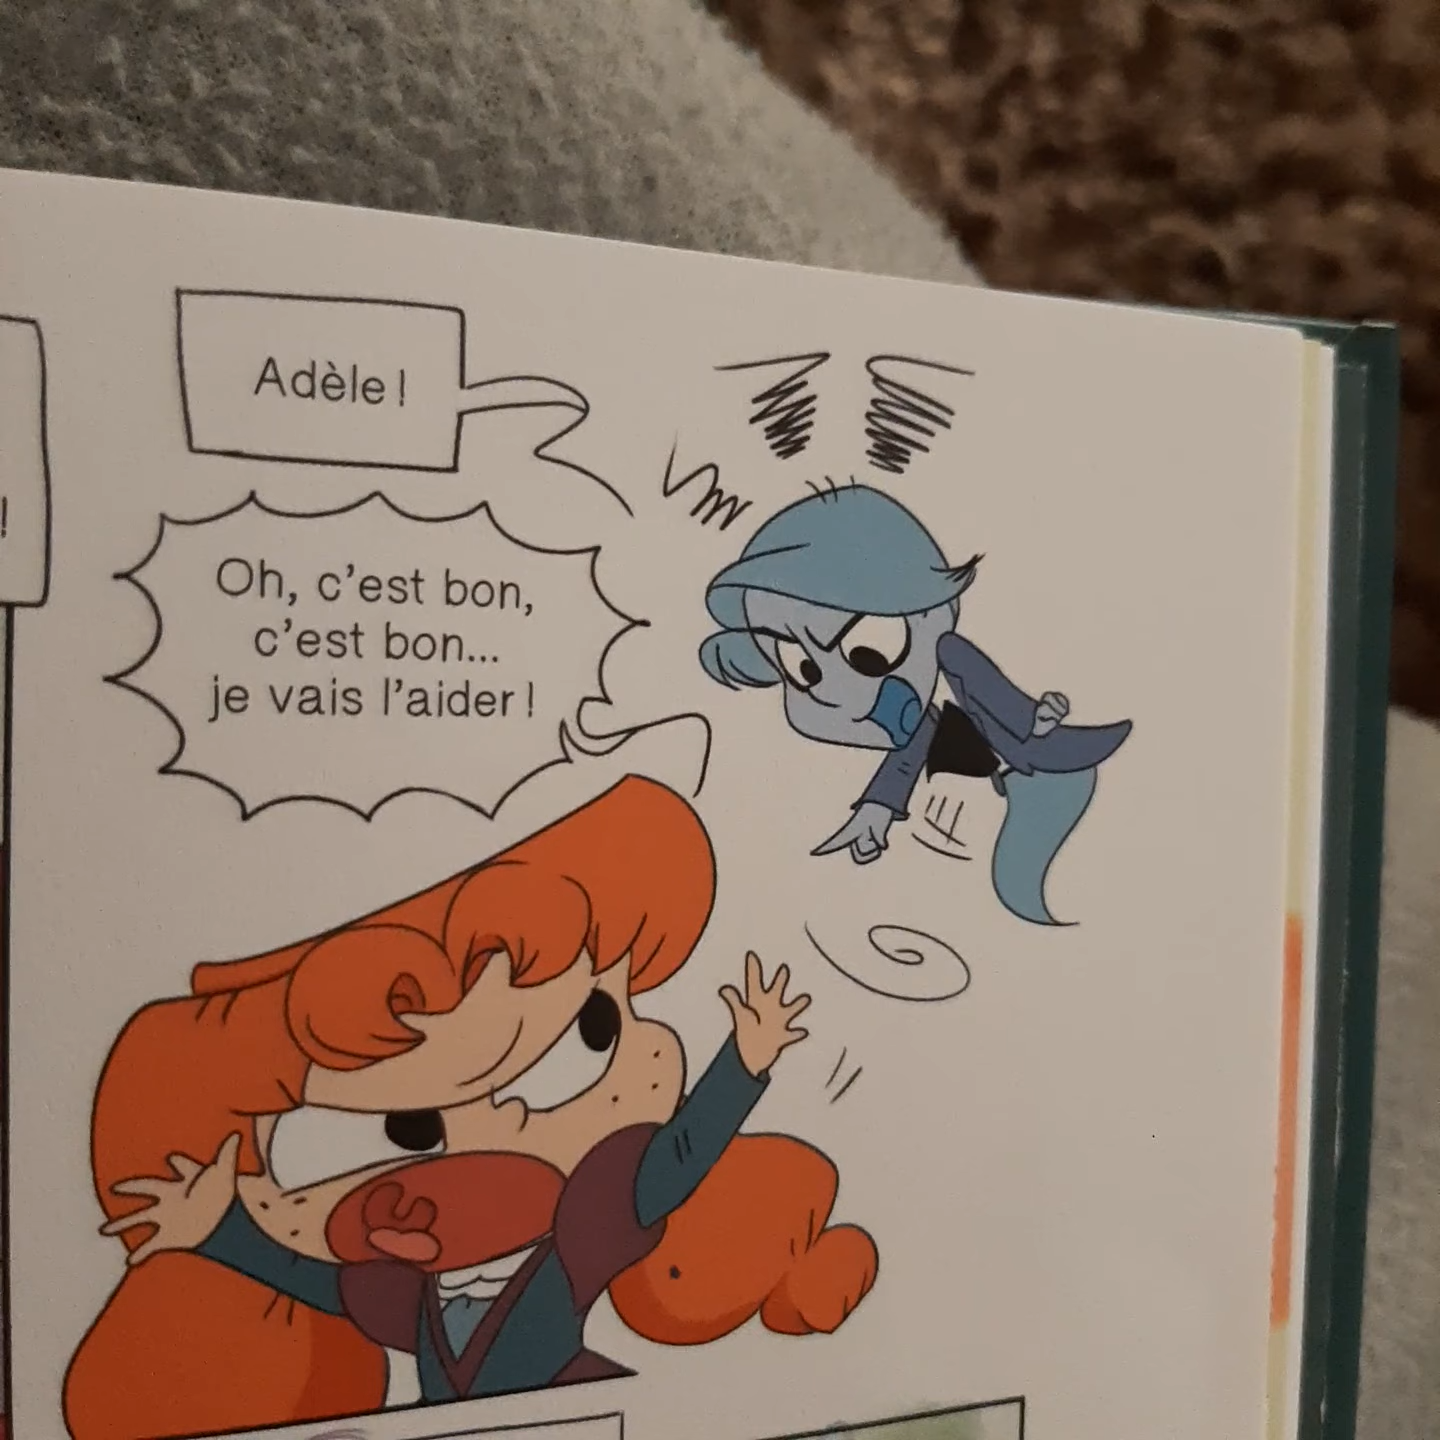 !
Adèle !
Oh, c'est bon,
c'est bon...
je vais l'aider !